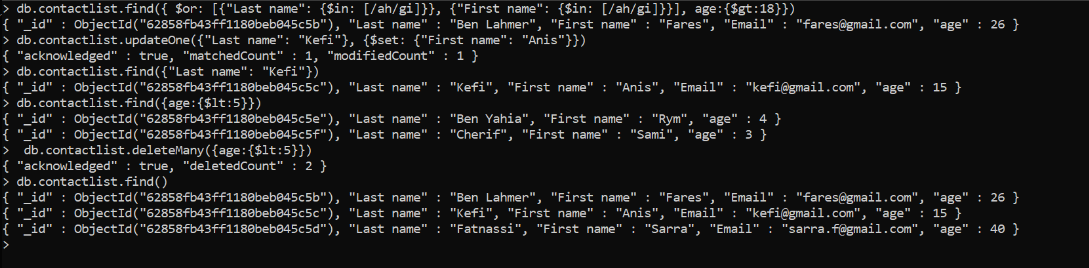 > db.contactlist.find({ $or: [{"Last name": {$in: [/ah/gi]}}, {"First name": {$in: [/ah/gi]}}], age:{$gt:18}})
{ "_id" : ObjectId("62858fb43ff1180beb045c5b"), "Last name" : "Ben Lahmer", "First name" : "Fares", "Email" : "fares@gmail.com", "age" : 26 }
> db.contactlist.updateOne({"Last name": "Kefi"}, {$set: {"First name": "Anis"}})
{ "acknowledged" : true, "matchedCount" : 1, "modifiedCount" : 1 }
> db.contactlist.find({"Last name": "Kefi"})
{ "_id" : ObjectId("62858fb43ff1180beb045c5c"), "Last name" : "Kefi", "First name" : "Anis", "Email" : "kefi@gmail.com", "age" : 15 }
> db.contactlist.find({age:{$lt:5}})
{ "_id" : ObjectId("62858fb43ff1180beb045c5e"), "Last name" : "Ben Yahia", "First name" : "Rym", "age" : 4 }
{ "_id" : ObjectId("62858fb43ff1180beb045c5f"), "Last name" : "Cherif", "First name" : "Sami", "age" : 3 }
>  db.contactlist.deleteMany({age:{$lt:5}})
{ "acknowledged" : true, "deletedCount" : 2 }
> db.contactlist.find()
{ "_id" : ObjectId("62858fb43ff1180beb045c5b"), "Last name" : "Ben Lahmer", "First name" : "Fares", "Email" : "fares@gmail.com", "age" : 26 }
{ "_id" : ObjectId("62858fb43ff1180beb045c5c"), "Last name" : "Kefi", "First name" : "Anis", "Email" : "kefi@gmail.com", "age" : 15 }
{ "_id" : ObjectId("62858fb43ff1180beb045c5d"), "Last name" : "Fatnassi", "First name" : "Sarra", "Email" : "sarra.f@gmail.com", "age" : 40 }
>